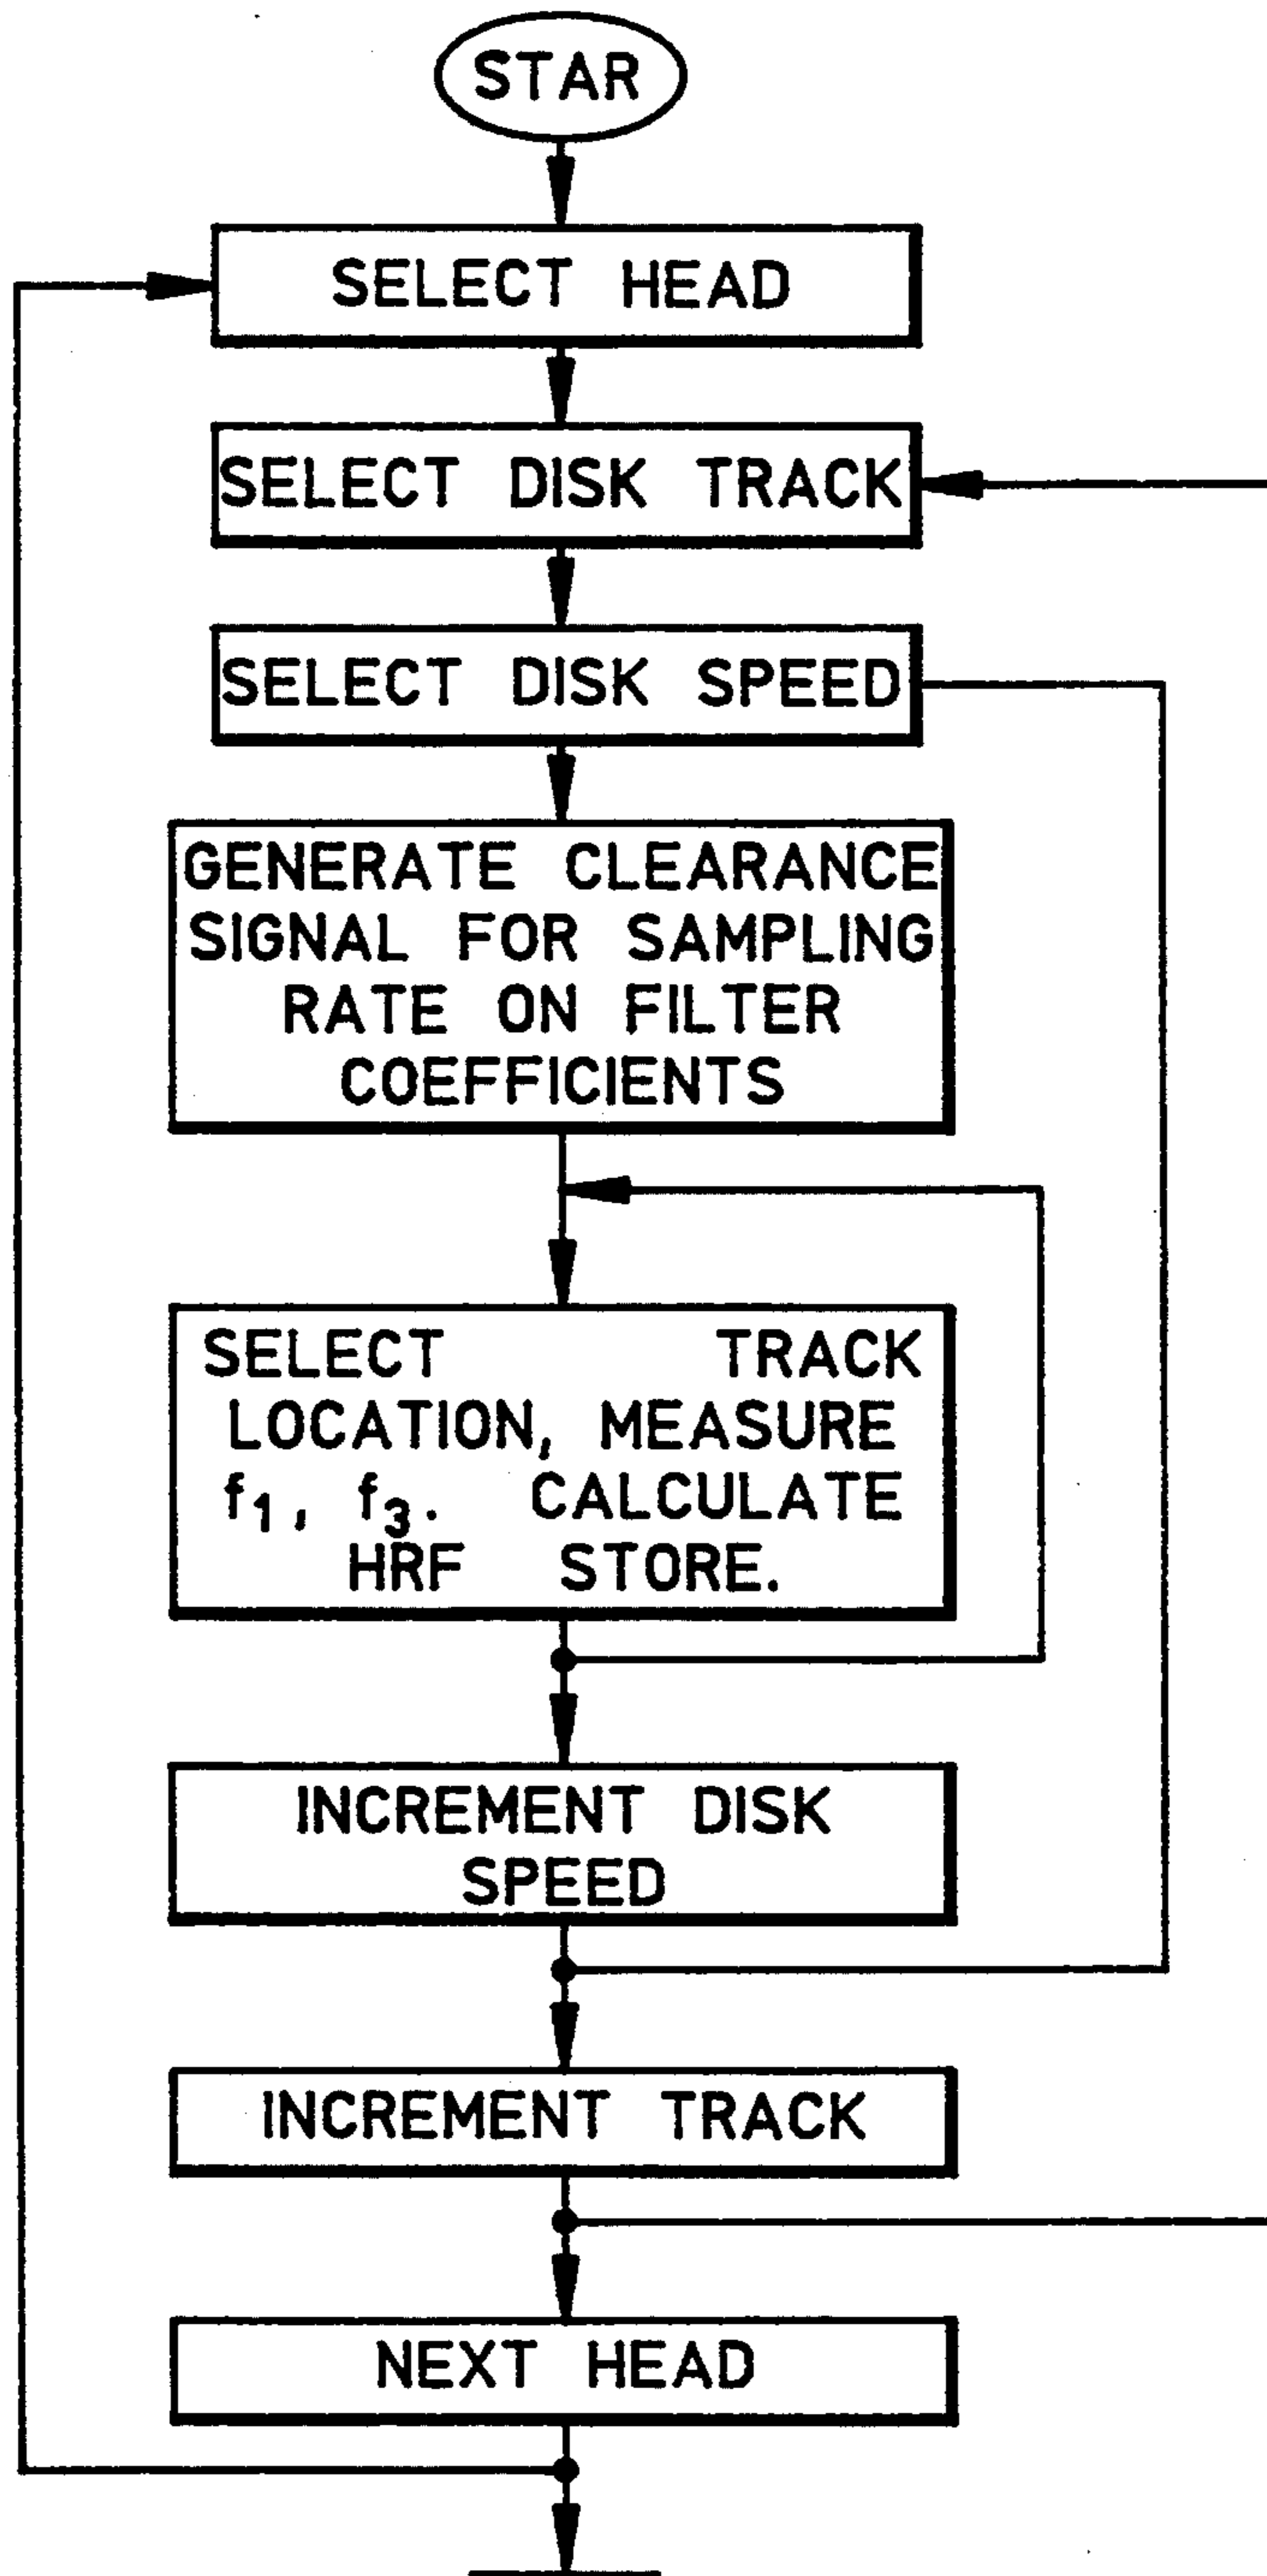 STAR
SELECT HEAD
SELECT DISK TRACK
SELECT DISK SPEED
GENERATE CLEARANCE
SIGNAL FOR SAMPLING
RATE ON FILTER
COEFFICIENTS
SELECT TRACK
LOCATION, MEASURE
f₁, f₃. CALCULATE
HRF STORE.
INCREMENT DISK
SPEED
INCREMENT TRACK
NEXT HEAD